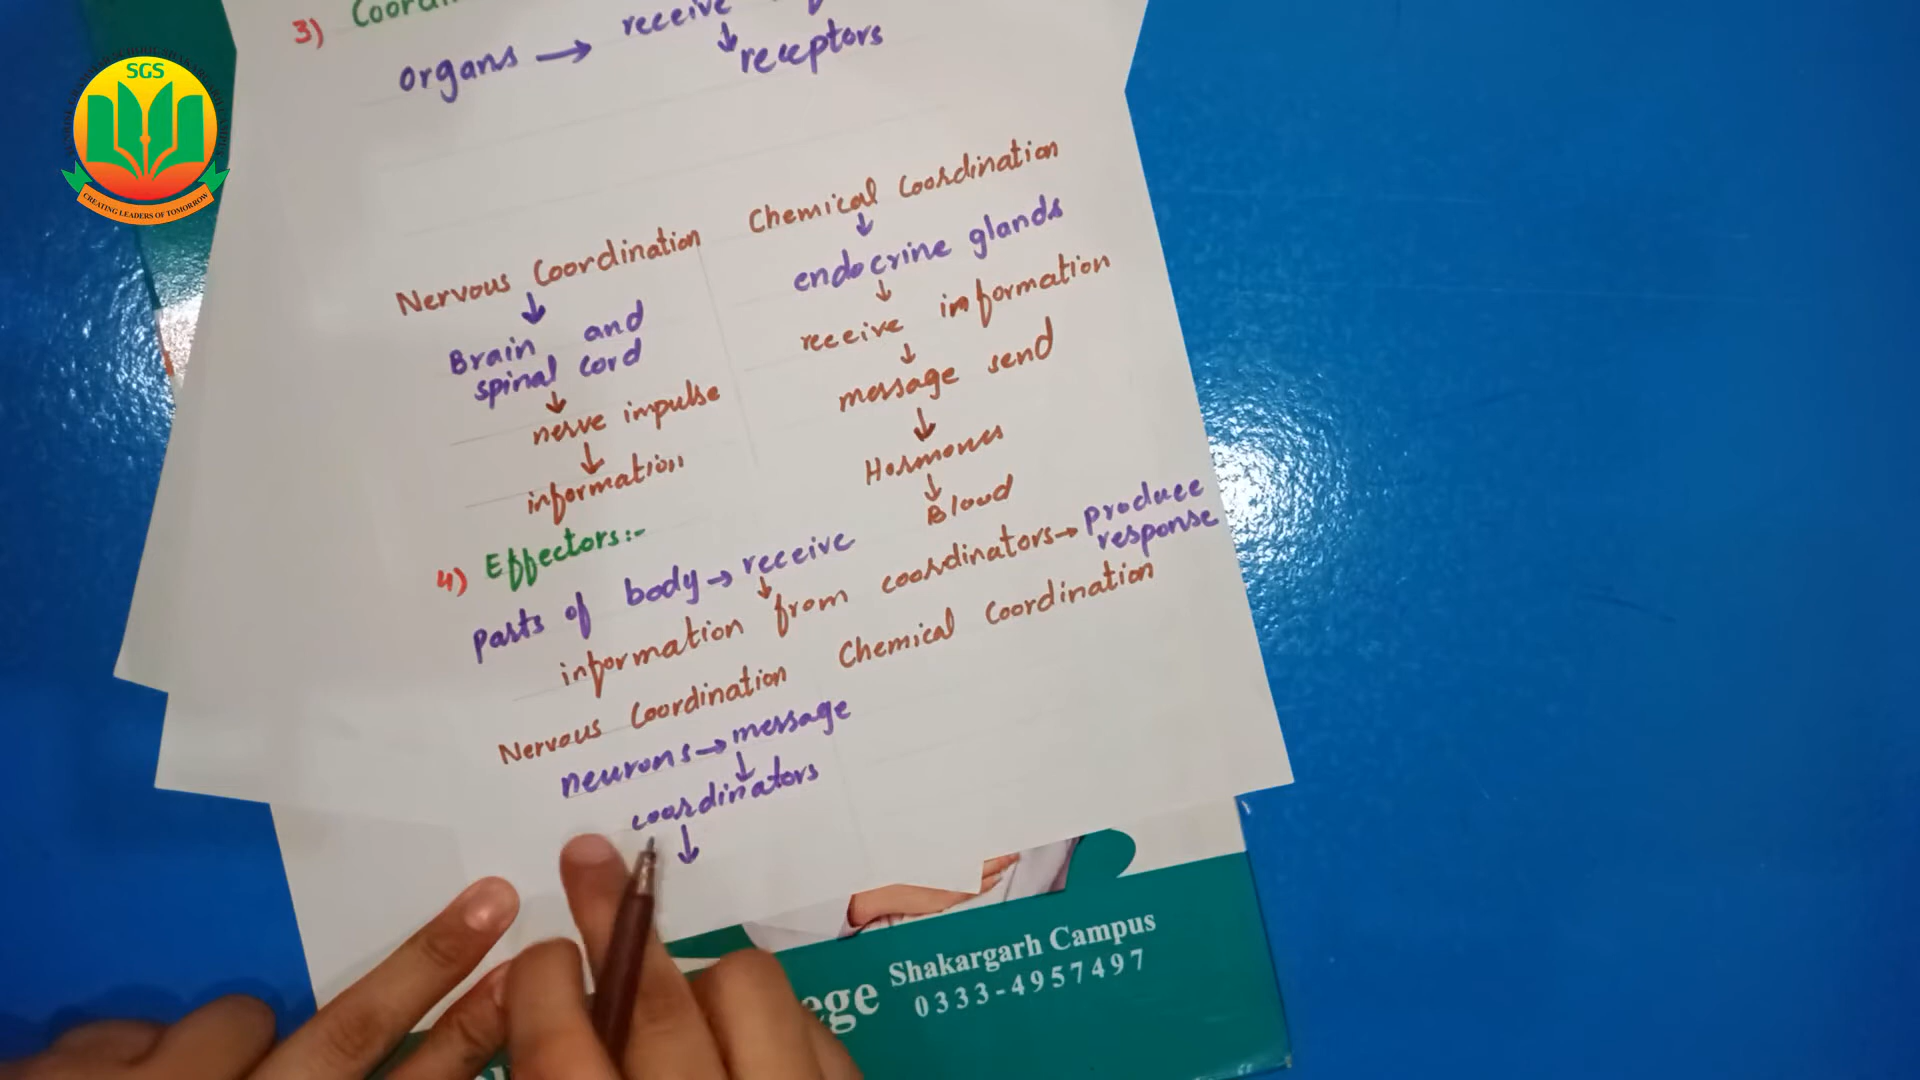 SGS
CREATING LEADERS OF TOMORROW
3)
organs → receive
↓
receptors
Nervous Coordination
↓
Brain and
spinal cord
↓
nerve impulse
↓
information
Chemical Coordination
↓
endocrine glands
↓
receive information
↓
message send
↓
Hormones
↓
Blood
4) Effectors:-
Parts of body → receive
↓
information from coordinators → produce
response
Nervous Coordination
neurons → message
↓
coordinators
↓
Chemical Coordination
Shakargarh Campus
0333-4957497